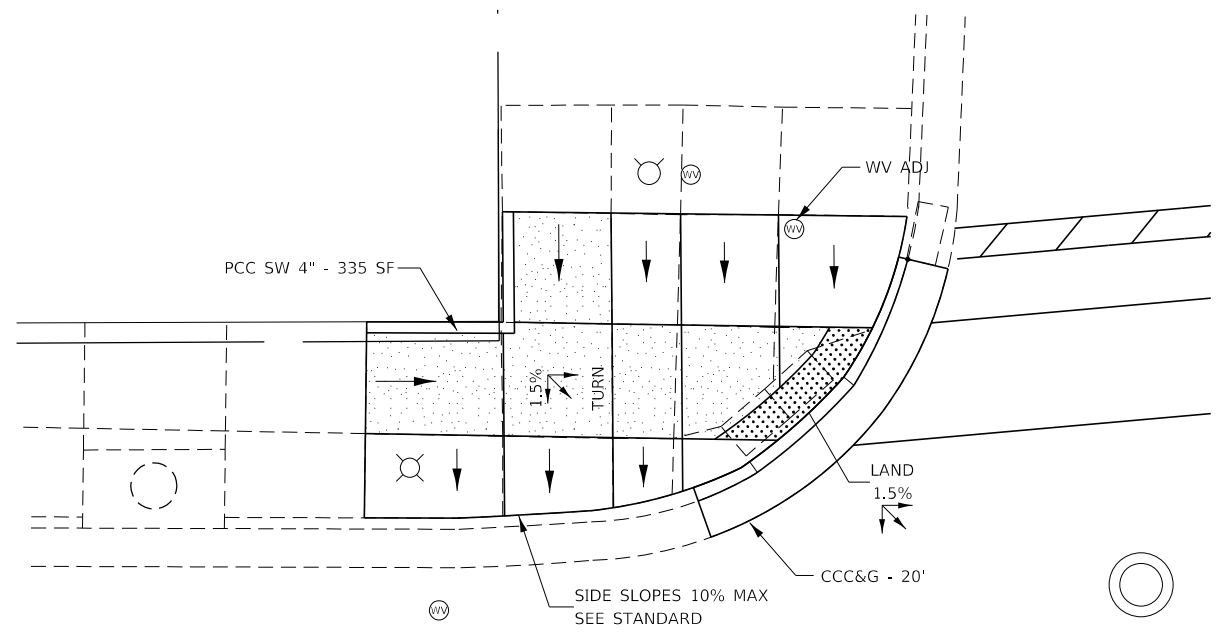 WV ADJ
WV
WV
PCC SW 4" - 335 SF
1.5%
TURN
LAND
1.5%
CCC&G - 20'
SIDE SLOPES 10% MAX
SEE STANDARD
WV